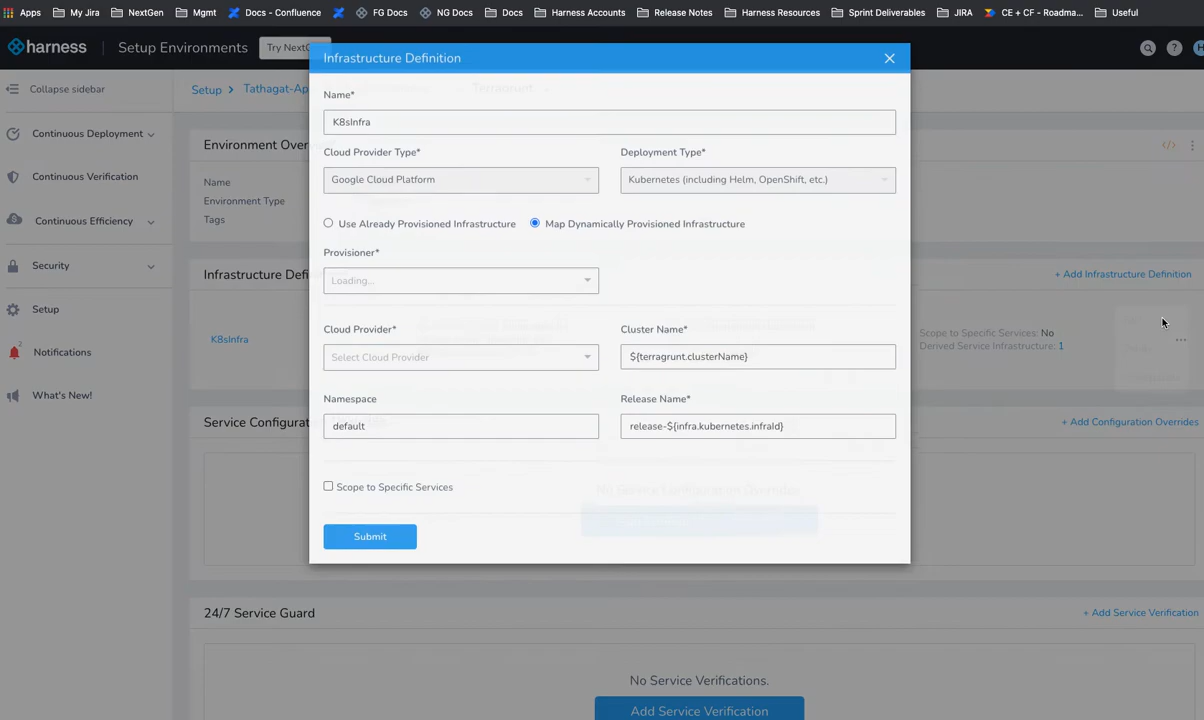 Apps My Jira NextGen Mgmt Docs - Confluence FG Docs NG Docs Docs Harness Accounts Release Notes Harness Resources Sprint Deliverables JIRA CE + CF - Roadma... Useful
harness Setup Environments Try NextG ?
Collapse sidebar
Setup > Tathagat-Ap
Infrastructure Definition
Name*
K8sInfra
Cloud Provider Type* Deployment Type*
Google Cloud Platform Kubernetes (including Helm, OpenShift, etc.)
Use Already Provisioned Infrastructure Map Dynamically Provisioned Infrastructure
Provisioner*
Loading...
Cloud Provider* Cluster Name*
Select Cloud Provider ${terragrunt.clusterName}
Namespace Release Name*
default release-${infra.kubernetes.infraId}
Scope to Specific Services
Submit
Continuous Deployment
Continuous Verification
Continuous Efficiency
Security
Setup
2
Notifications
What's New!
Environment Over
</>
Name
Environment Type
Tags
Infrastructure Defi
+ Add Infrastructure Definition
K8sInfra
Scope to Specific Services: No
Derived Service Infrastructure: 1
Service Configura
+ Add Configuration Overrides
No Service Configuration Overrides
24/7 Service Guard
+ Add Service Verification
No Service Verifications.
Add Service Verification